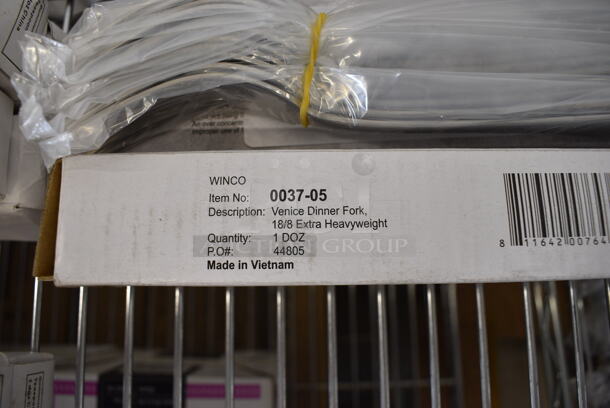 WINCO
Item No: 0037-05
Description: Venice Dinner Fork,
18/8 Extra Heavyweight
Quantity: 1 DOZ
P.O#: 44805
Made in Vietnam
8 11642 00764
GROUP